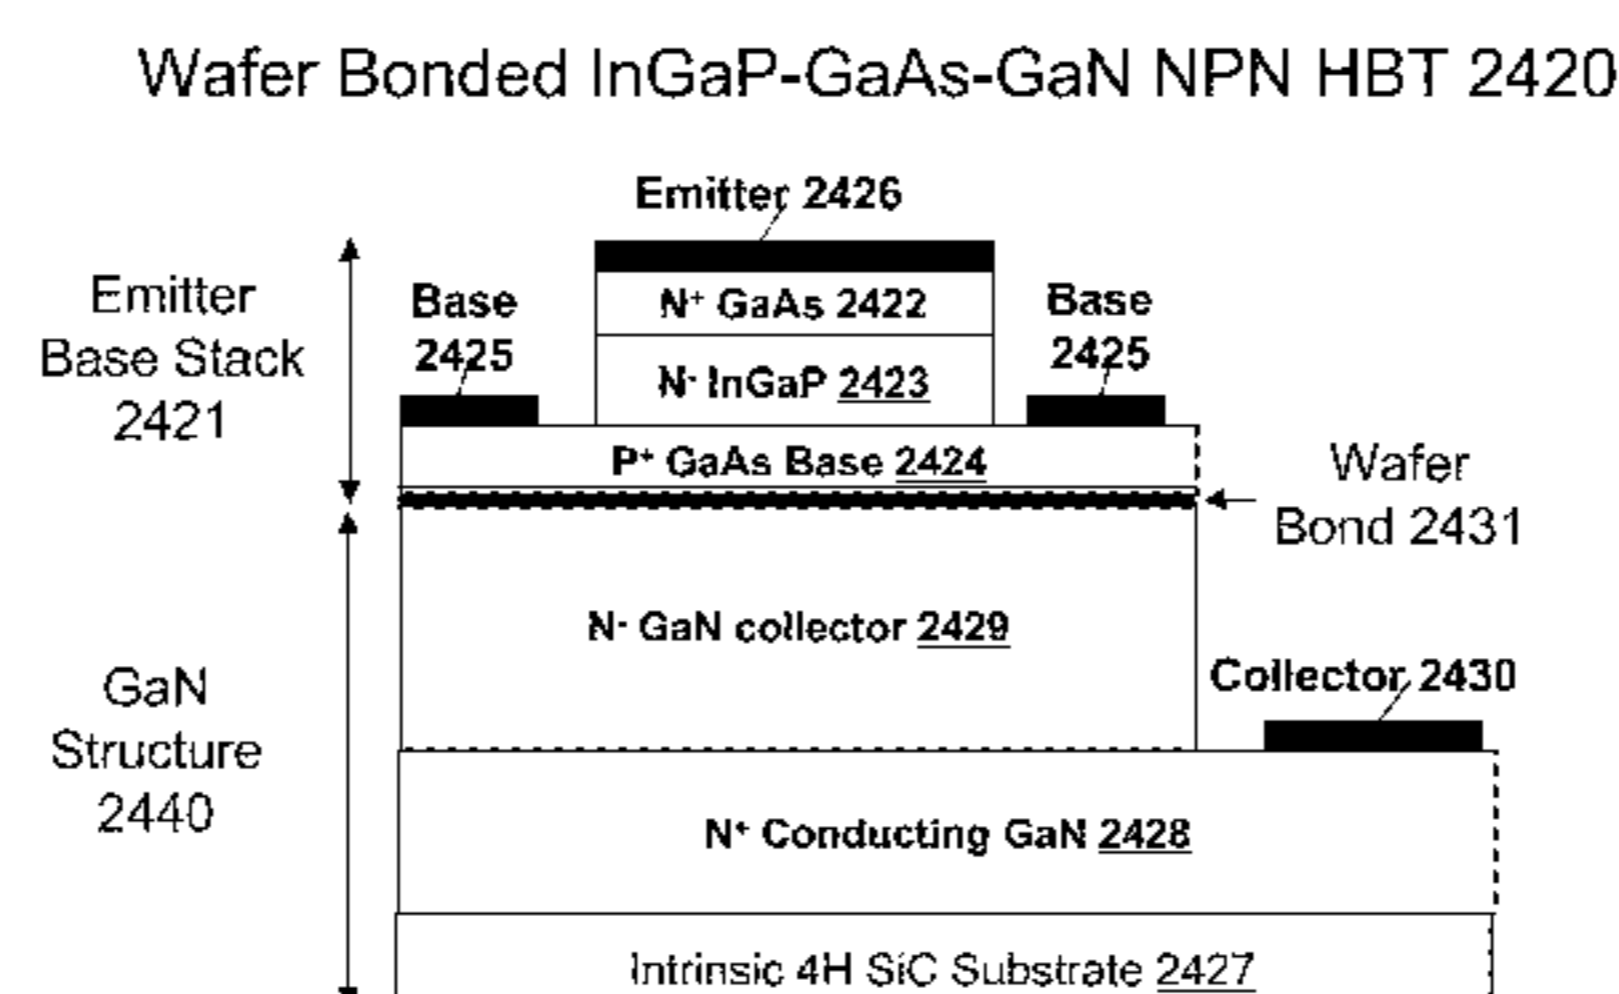 Wafer Bonded InGaP-GaAs-GaN NPN HBT 2420
Emitter 2426
Emitter
Base Stack
2421
Base
2425
N+ GaAs 2422
Base
2425
N- InGaP 2423
P+ GaAs Base 2424
Wafer
Bond 2431
N- GaN collector 2429
GaN
Structure
2440
Collector 2430
N+ Conducting GaN 2428
Intrinsic 4H SiC Substrate 2427